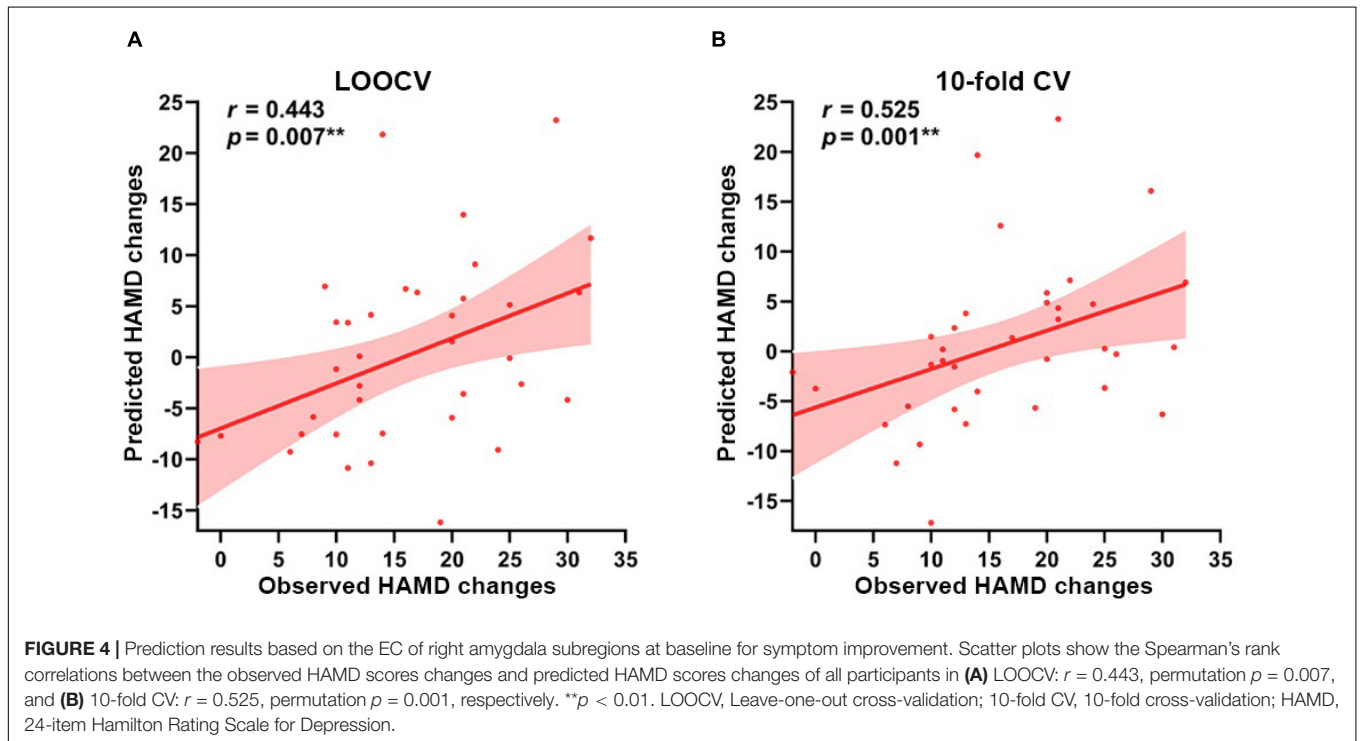 A
LOOCV
r = 0.443
p = 0.007**
25
20
15
10
5
0
-5
-10
-15
Predicted HAMD changes
0 5 10 15 20 25 30 35
Observed HAMD changes
B
10-fold CV
r = 0.525
p = 0.001**
25
20
15
10
5
0
-5
-10
-15
Predicted HAMD changes
0 5 10 15 20 25 30 35
Observed HAMD changes
FIGURE 4 | Prediction results based on the EC of right amygdala subregions at baseline for symptom improvement. Scatter plots show the Spearman's rank
correlations between the observed HAMD scores changes and predicted HAMD scores changes of all participants in (A) LOOCV: r = 0.443, permutation p = 0.007,
and (B) 10-fold CV: r = 0.525, permutation p = 0.001, respectively. **p < 0.01. LOOCV, Leave-one-out cross-validation; 10-fold CV, 10-fold cross-validation; HAMD,
24-item Hamilton Rating Scale for Depression.